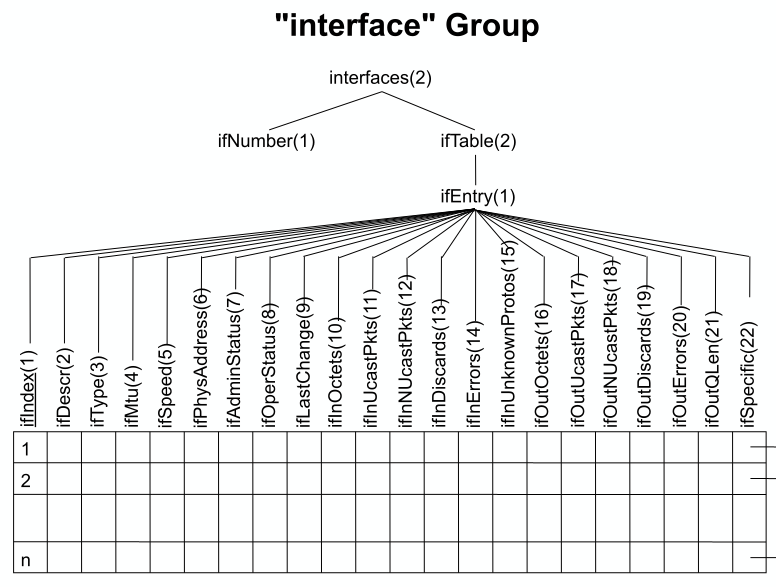 "interface" Group
interfaces(2)
ifNumber(1)
ifTable(2)
ifEntry(1)
ifIndex(1)
ifDescr(2)
ifType(3)
ifMtu(4)
ifSpeed(5)
ifPhysAddress(6)
ifAdminStatus(7)
ifOperStatus(8)
ifLastChange(9)
ifInOctets(10)
ifInUcastPkts(11)
ifInNUcastPkts(12)
ifInDiscards(13)
ifInErrors(14)
ifInUnknownProtos(15)
ifOutOctets(16)
ifOutUcastPkts(17)
ifOutNUcastPkts(18)
ifOutDiscards(19)
ifOutErrors(20)
ifOutQLen(21)
ifSpecific(22)
1
2
n